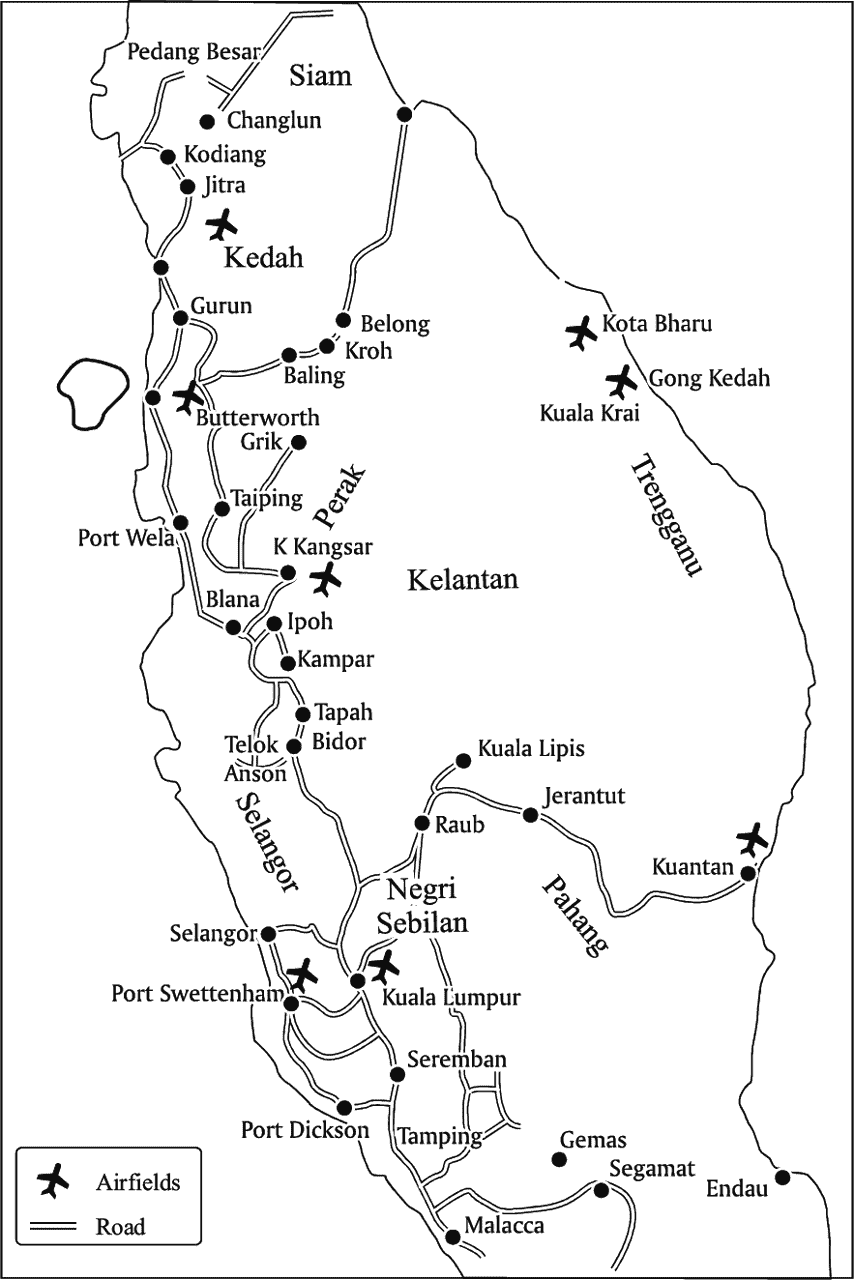 Pedang Besar
Siam
Changlun
Kodiang
Jitra
Kedah
Gurun
Belong
Kota Bharu
Kroh
Baling
Gong Kedah
Butterworth
Kuala Krai
Grik
Perak
Trengganu
Taiping
Port Wela
K Kangsar
Kelantan
Blana
Ipoh
Kampar
Tapah
Telok
Anson
Bidor
Kuala Lipis
Selangor
Jerantut
Raub
Kuantan
Negri
Sebilan
Pahang
Selangor
Port Swettenham
Kuala Lumpur
Seremban
Port Dickson
Tamping
Gemas
Segamat
Endau
Malacca
Airfields
Road